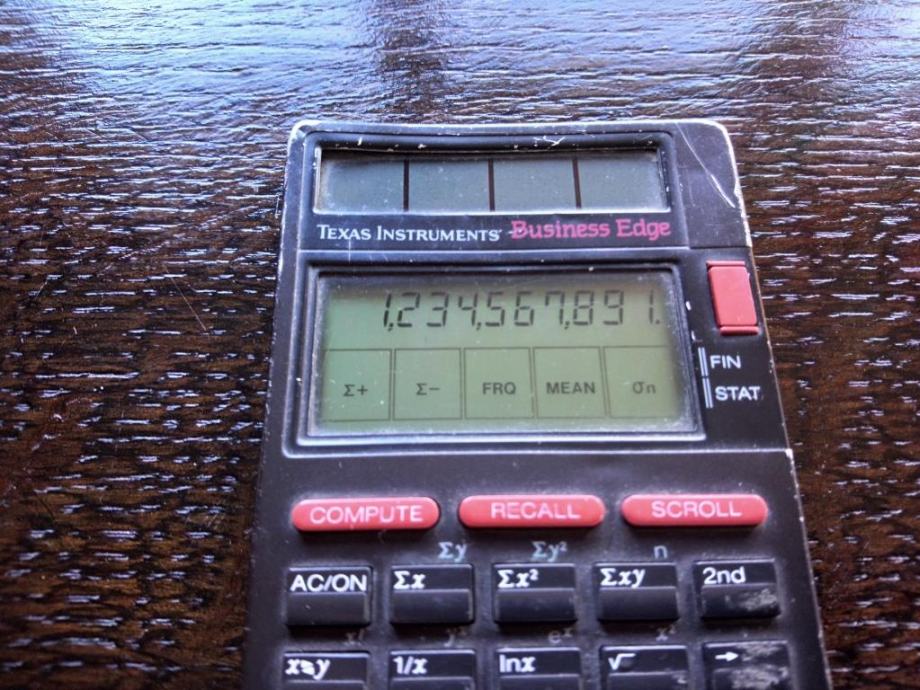 TEXAS INSTRUMENTS Business Edge
1,234,567,891.
Σ+ Σ− FRQ MEAN σn
FIN
STAT
COMPUTE RECALL SCROLL
Σy Σy² n
AC/ON Σx Σx² Σxy 2nd
y^x e^x x²
x⇆y 1/x lnx √ →